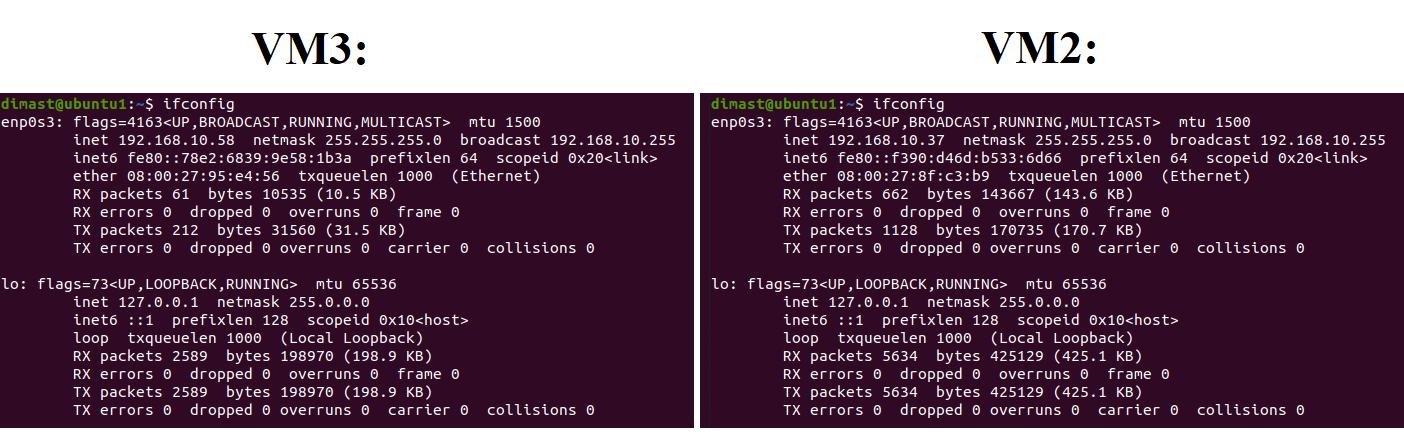 VM3:
dimast@ubuntu1:~$ ifconfig
enp0s3: flags=4163<UP,BROADCAST,RUNNING,MULTICAST>  mtu 1500
        inet 192.168.10.58  netmask 255.255.255.0  broadcast 192.168.10.255
        inet6 fe80::78e2:6839:9e58:1b3a  prefixlen 64  scopeid 0x20<link>
        ether 08:00:27:95:e4:56  txqueuelen 1000  (Ethernet)
        RX packets 61  bytes 10535 (10.5 KB)
        RX errors 0  dropped 0  overruns 0  frame 0
        TX packets 212  bytes 31560 (31.5 KB)
        TX errors 0  dropped 0 overruns 0  carrier 0  collisions 0
lo: flags=73<UP,LOOPBACK,RUNNING>  mtu 65536
        inet 127.0.0.1  netmask 255.0.0.0
        inet6 ::1  prefixlen 128  scopeid 0x10<host>
        loop  txqueuelen 1000  (Local Loopback)
        RX packets 2589  bytes 198970 (198.9 KB)
        RX errors 0  dropped 0  overruns 0  frame 0
        TX packets 2589  bytes 198970 (198.9 KB)
        TX errors 0  dropped 0 overruns 0  carrier 0  collisions 0
VM2:
dimast@ubuntu1:~$ ifconfig
enp0s3: flags=4163<UP,BROADCAST,RUNNING,MULTICAST>  mtu 1500
        inet 192.168.10.37  netmask 255.255.255.0  broadcast 192.168.10.255
        inet6 fe80::f390:d46d:b533:6d66  prefixlen 64  scopeid 0x20<link>
        ether 08:00:27:8f:c3:b9  txqueuelen 1000  (Ethernet)
        RX packets 662  bytes 143667 (143.6 KB)
        RX errors 0  dropped 0  overruns 0  frame 0
        TX packets 1128  bytes 170735 (170.7 KB)
        TX errors 0  dropped 0 overruns 0  carrier 0  collisions 0
lo: flags=73<UP,LOOPBACK,RUNNING>  mtu 65536
        inet 127.0.0.1  netmask 255.0.0.0
        inet6 ::1  prefixlen 128  scopeid 0x10<host>
        loop  txqueuelen 1000  (Local Loopback)
        RX packets 5634  bytes 425129 (425.1 KB)
        RX errors 0  dropped 0  overruns 0  frame 0
        TX packets 5634  bytes 425129 (425.1 KB)
        TX errors 0  dropped 0 overruns 0  carrier 0  collisions 0